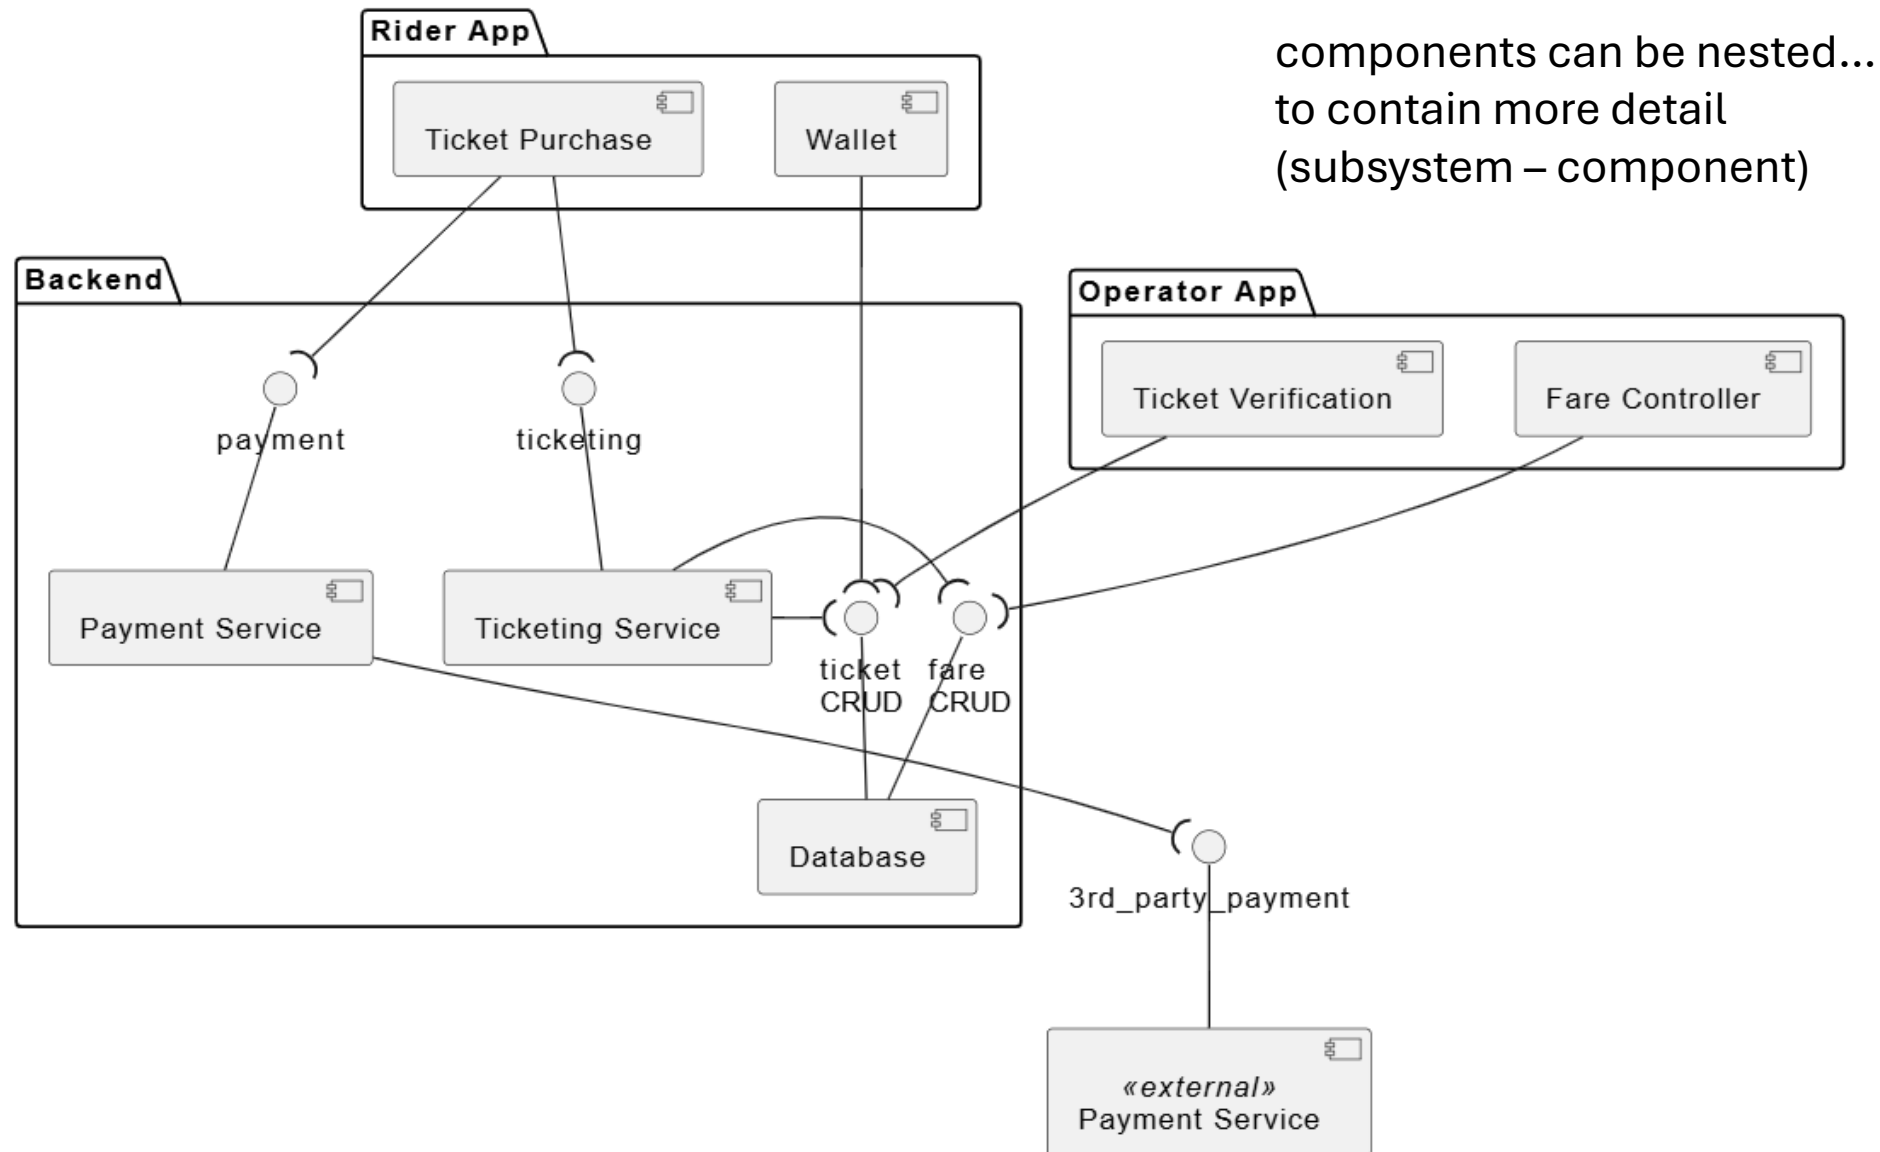 Rider App
Ticket Purchase
Wallet
components can be nested...
to contain more detail
(subsystem – component)
Backend
payment
ticketing
Operator App
Ticket Verification
Fare Controller
Payment Service
Ticketing Service
ticket
CRUD
fare
CRUD
Database
3rd_party_payment
«external»
Payment Service